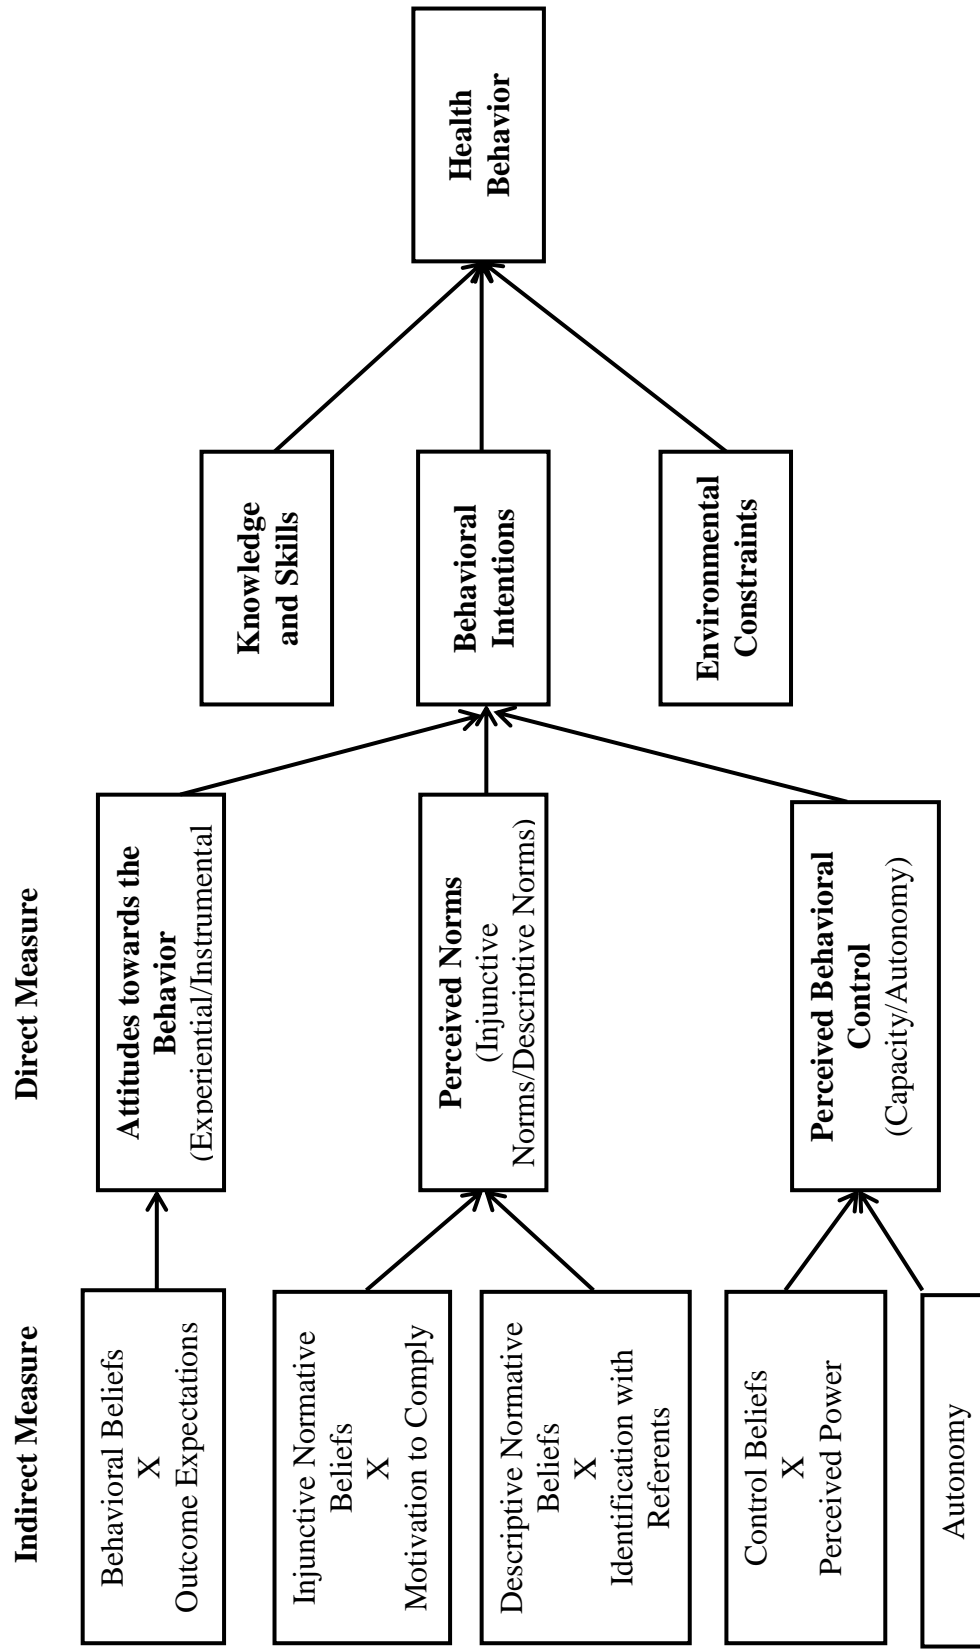 Indirect Measure
Direct Measure
Behavioral Beliefs
X
Outcome Expectations
Injunctive Normative
Beliefs
X
Motivation to Comply
Descriptive Normative
Beliefs
X
Identification with
Referents
Control Beliefs
X
Perceived Power
Autonomy
Attitudes towards the
Behavior
(Experiential/Instrumental
Perceived Norms
(Injunctive
Norms/Descriptive Norms)
Perceived Behavioral
Control
(Capacity/Autonomy)
Knowledge
and Skills
Behavioral
Intentions
Environmental
Constraints
Health
Behavior